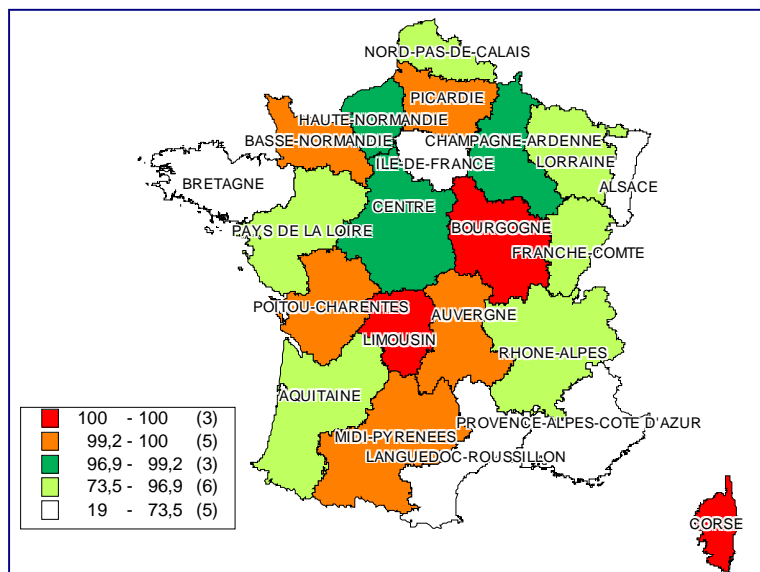 NORD-PAS-DE-CALAIS
PICARDIE
HAUTE-NORMANDIE
BASSE-NORMANDIE
CHAMPAGNE-ARDENNE
ILE-DE-FRANCE
LORRAINE
ALSACE
BRETAGNE
CENTRE
PAYS DE LA LOIRE
BOURGOGNE
FRANCHE-COMTE
POITOU-CHARENTES
AUVERGNE
LIMOUSIN
RHONE-ALPES
AQUITAINE
PROVENCE-ALPES-COTE D'AZUR
MIDI-PYRENEES
LANGUEDOC-ROUSSILLON
CORSE
100 - 100 (3)
99,2 - 100 (5)
96,9 - 99,2 (3)
73,5 - 96,9 (6)
19 - 73,5 (5)